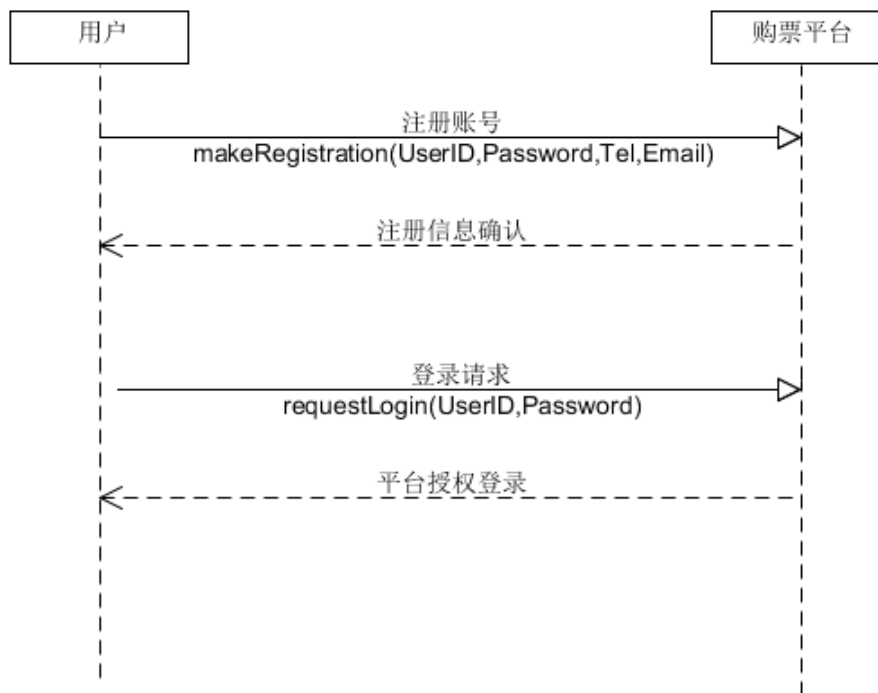 用户
购票平台
注册账号
makeRegistration(UserID,Password,Tel,Email)
注册信息确认
登录请求
requestLogin(UserID,Password)
平台授权登录